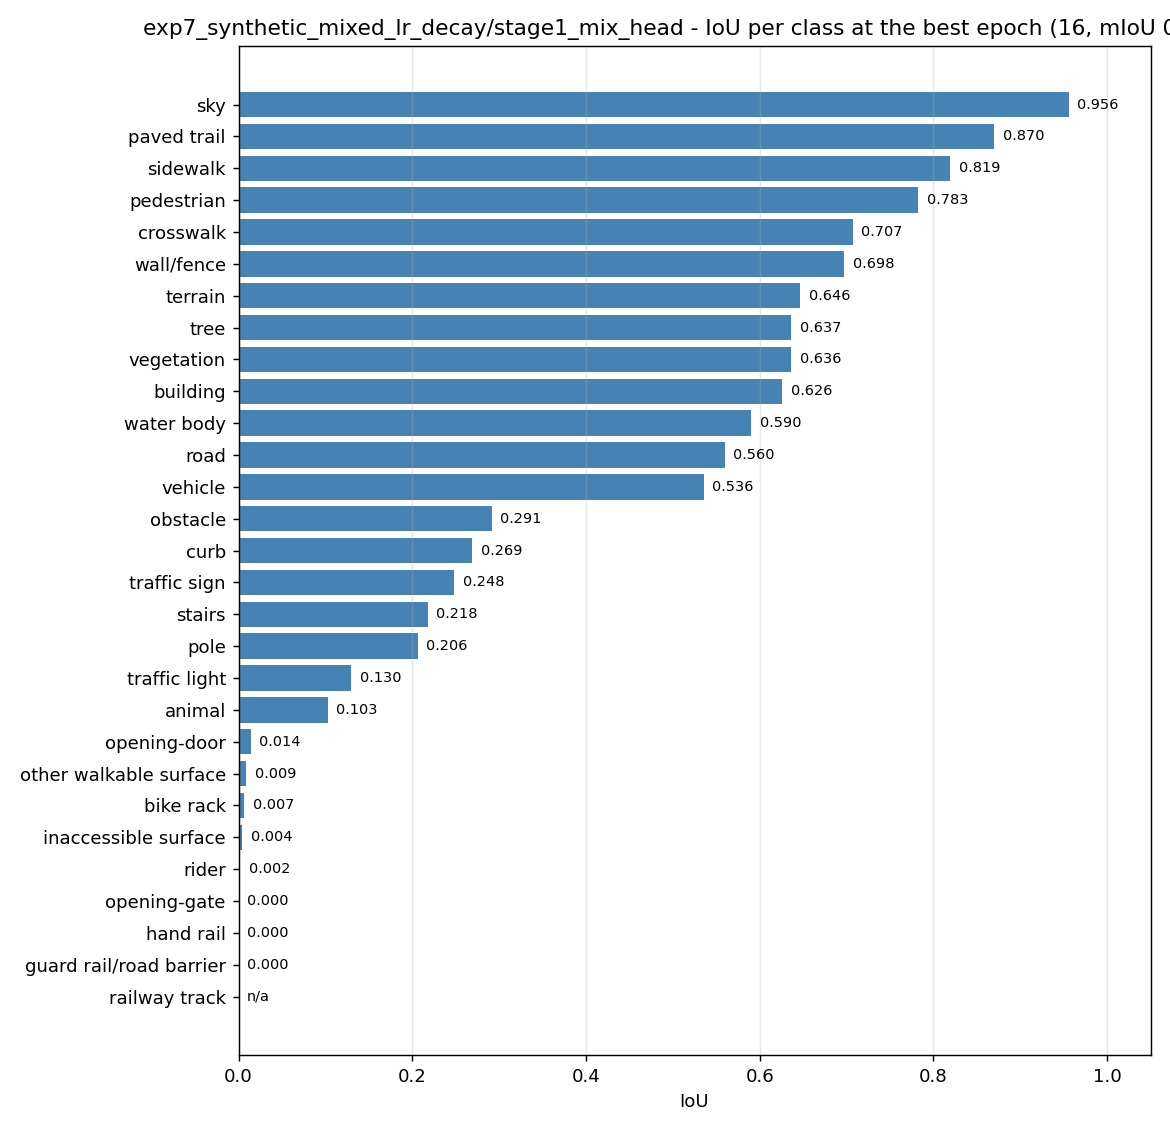 exp7_synthetic_mixed_lr_decay/stage1_mix_head - IoU per class at the best epoch (16, mIoU 0
sky 0.956
paved trail 0.870
sidewalk 0.819
pedestrian 0.783
crosswalk 0.707
wall/fence 0.698
terrain 0.646
tree 0.637
vegetation 0.636
building 0.626
water body 0.590
road 0.560
vehicle 0.536
obstacle 0.291
curb 0.269
traffic sign 0.248
stairs 0.218
pole 0.206
traffic light 0.130
animal 0.103
opening-door 0.014
other walkable surface 0.009
bike rack 0.007
inaccessible surface 0.004
rider 0.002
opening-gate 0.000
hand rail 0.000
guard rail/road barrier 0.000
railway track n/a
0.0 0.2 0.4 0.6 0.8 1.0
IoU